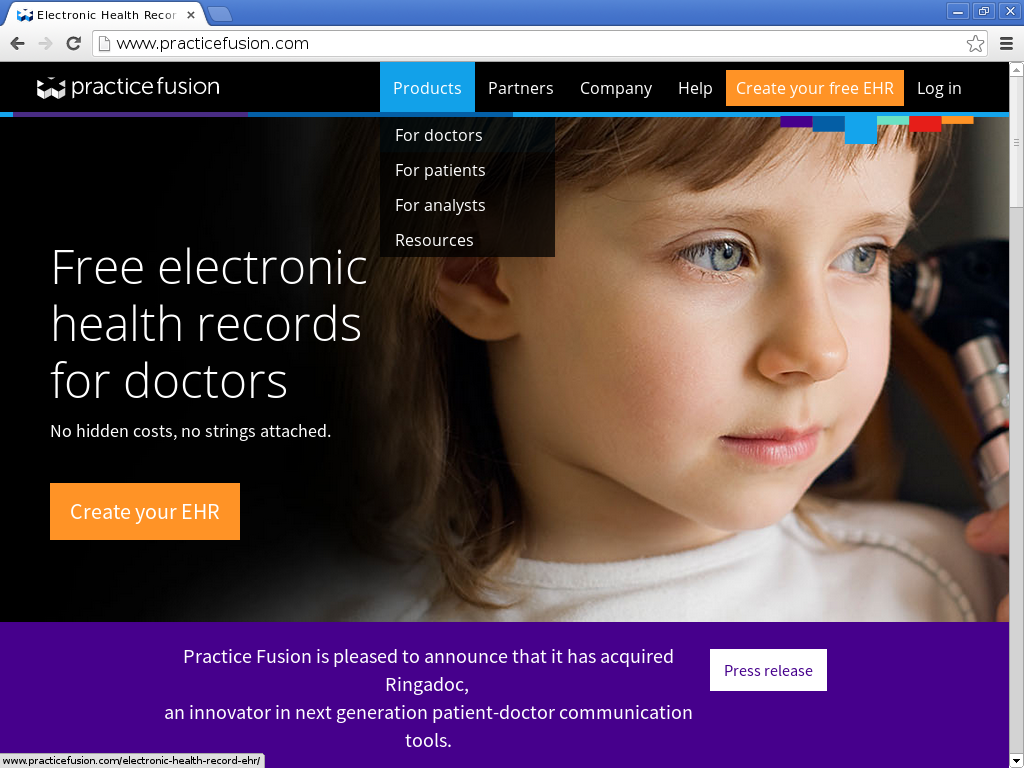 Electronic Health Recor
www.practicefusion.com
practice fusion
Products
Partners
Company
Help
Create your free EHR
Log in
For doctors
For patients
For analysts
Resources
Free electronic
health records
for doctors
No hidden costs, no strings attached.
Create your EHR
Practice Fusion is pleased to announce that it has acquired
Ringadoc,
an innovator in next generation patient-doctor communication
tools.
Press release
www.practicefusion.com/electronic-health-record-ehr/